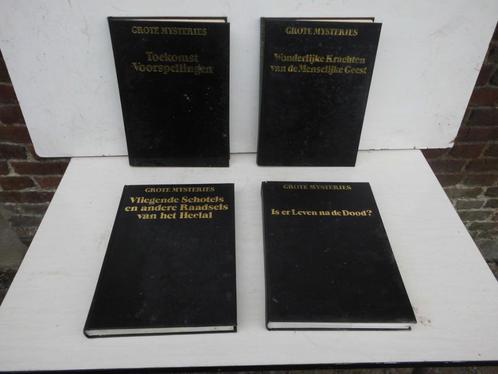 GROTE MYSTERIES
Toekomst
Voorspellingen
GROTE MYSTERIES
Wonderlijke Krachten
van de Menselijke Geest
GROTE MYSTERIES
Vliegende Schotels
en andere Raadsels
van het Heelal
GROTE MYSTERIES
Is er Leven na de Dood?